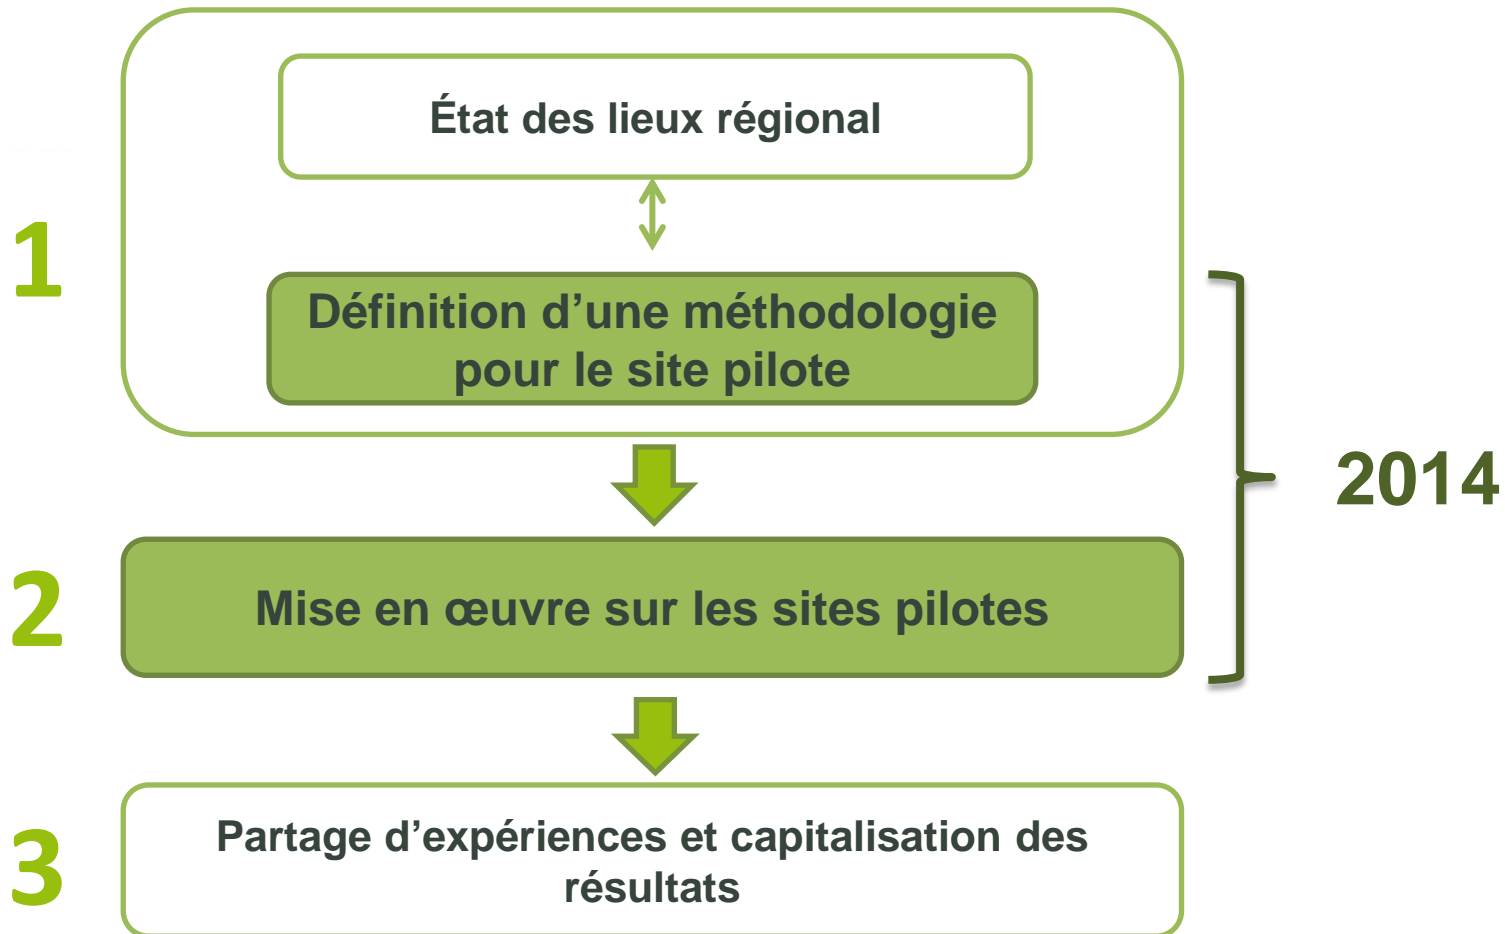 État des lieux régional
1
Définition d’une méthodologie
pour le site pilote
2014
2
Mise en œuvre sur les sites pilotes
3
Partage d’expériences et capitalisation des
résultats